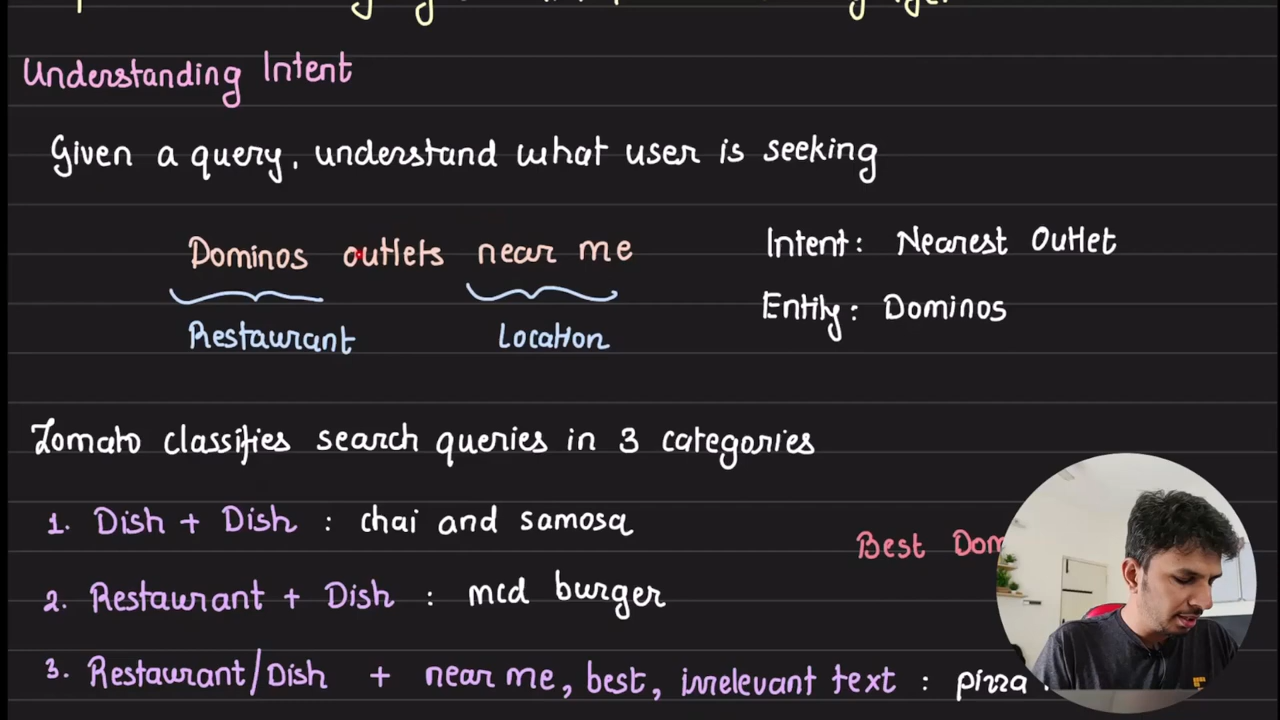 Understanding Intent
Given a query, understand what user is seeking
Dominos outlets near me
Restaurant Location
Intent: Nearest Outlet
Entity: Dominos
Zomato classifies search queries in 3 categories
1. Dish + Dish : chai and samosa
Best
2. Restaurant + Dish : mcd burger
3. Restaurant/Dish + near me, best, irrelevant text : pizza